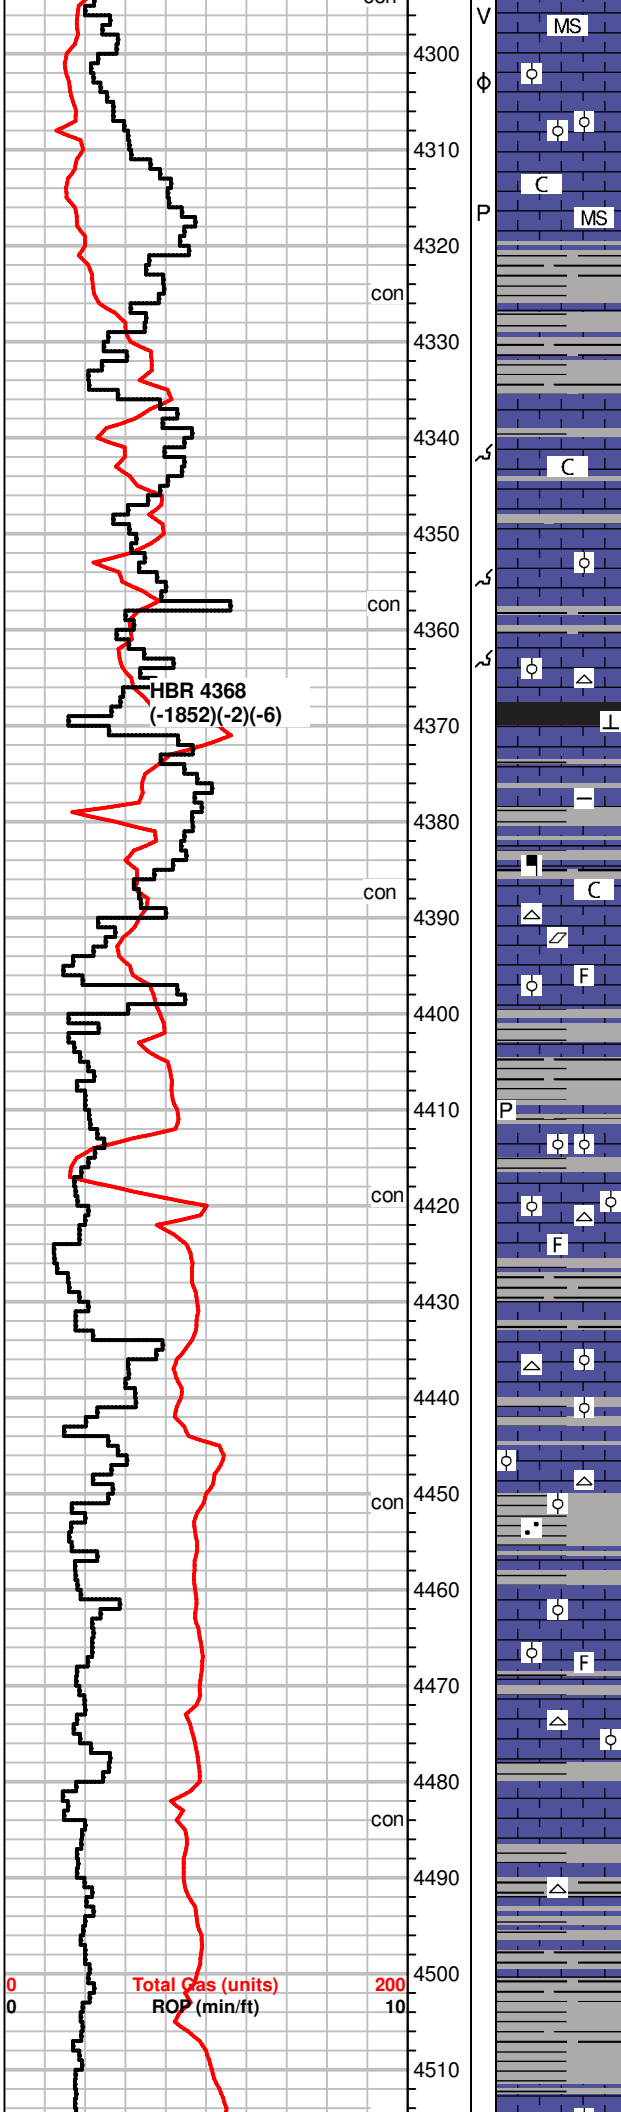 con
V
MS
4300
ϕ
4310
C
P
MS
4320
con
4330
4340
C
4350
con
4360
HBR 4368
(-1852)(-2)(-6)
4370
4380
con
C
4390
F
4400
4410
P
con
4420
F
4430
4440
4450
con
4460
F
4470
4480
con
4490
4500
0 Total Gas (units) 200
0 ROP (min/ft) 10
4510